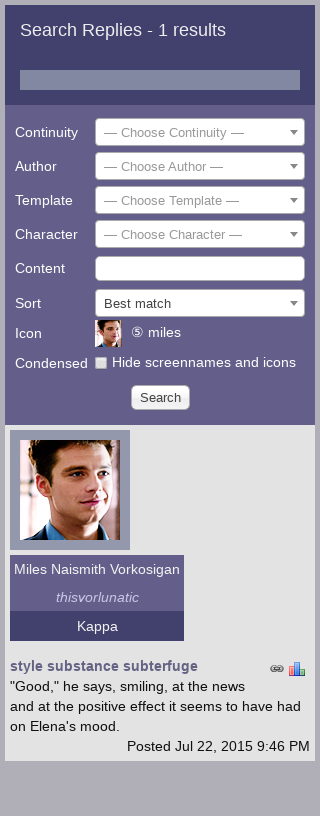 Search Replies - 1 results
Continuity
— Choose Continuity —
Author
— Choose Author —
Template
— Choose Template —
Character
— Choose Character —
Content
Sort
Best match
Icon
⑤ miles
Condensed
Hide screennames and icons
Search
Miles Naismith Vorkosigan
thisvorlunatic
Kappa
style substance subterfuge
"Good," he says, smiling, at the news
and at the positive effect it seems to have had
on Elena's mood.
Posted Jul 22, 2015 9:46 PM